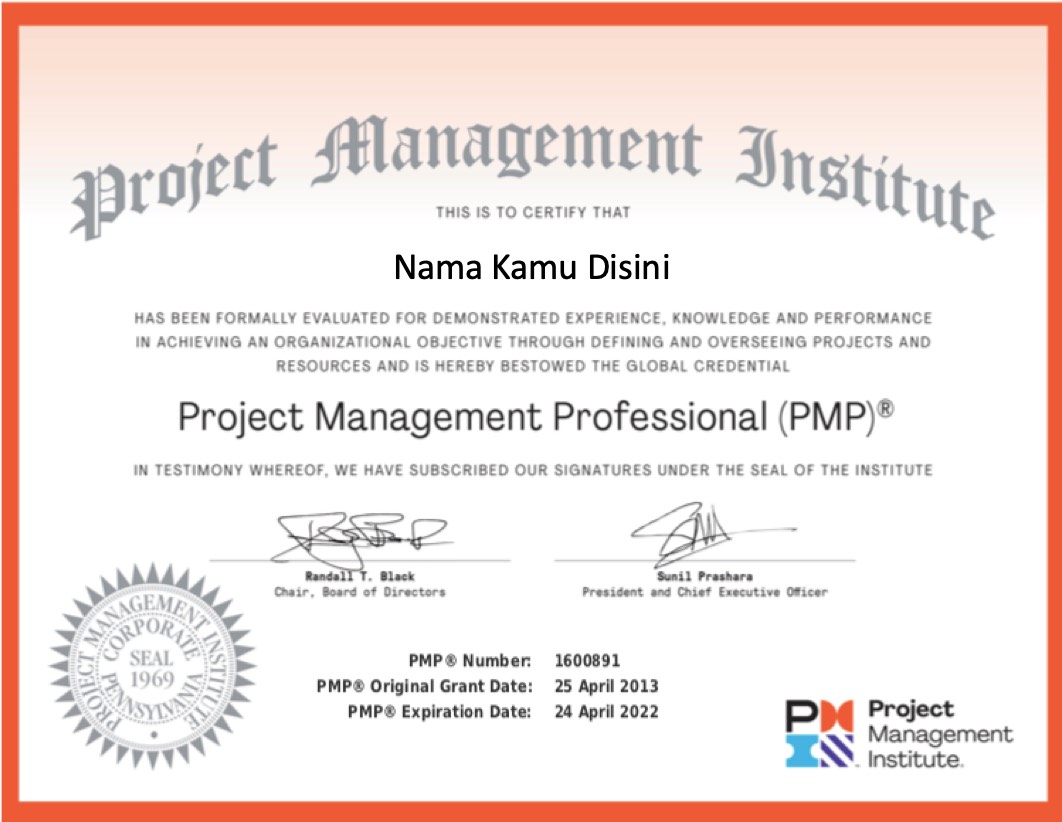 Project Management Institute
THIS IS TO CERTIFY THAT
Nama Kamu Disini
HAS BEEN FORMALLY EVALUATED FOR DEMONSTRATED EXPERIENCE, KNOWLEDGE AND PERFORMANCE
IN ACHIEVING AN ORGANIZATIONAL OBJECTIVE THROUGH DEFINING AND OVERSEEING PROJECTS AND
RESOURCES AND IS HEREBY BESTOWED THE GLOBAL CREDENTIAL
Project Management Professional (PMP)®
IN TESTIMONY WHEREOF, WE HAVE SUBSCRIBED OUR SIGNATURES UNDER THE SEAL OF THE INSTITUTE
Randall T. Black
Chair, Board of Directors
Sunil Prashara
President and Chief Executive Officer
PROJECT MANAGEMENT INSTITUTE
CORPORATE
SEAL
1969
PENNSYLVANIA
PMP® Number: 1600891
PMP® Original Grant Date: 25 April 2013
PMP® Expiration Date: 24 April 2022
PM
I
Project
Management
Institute.